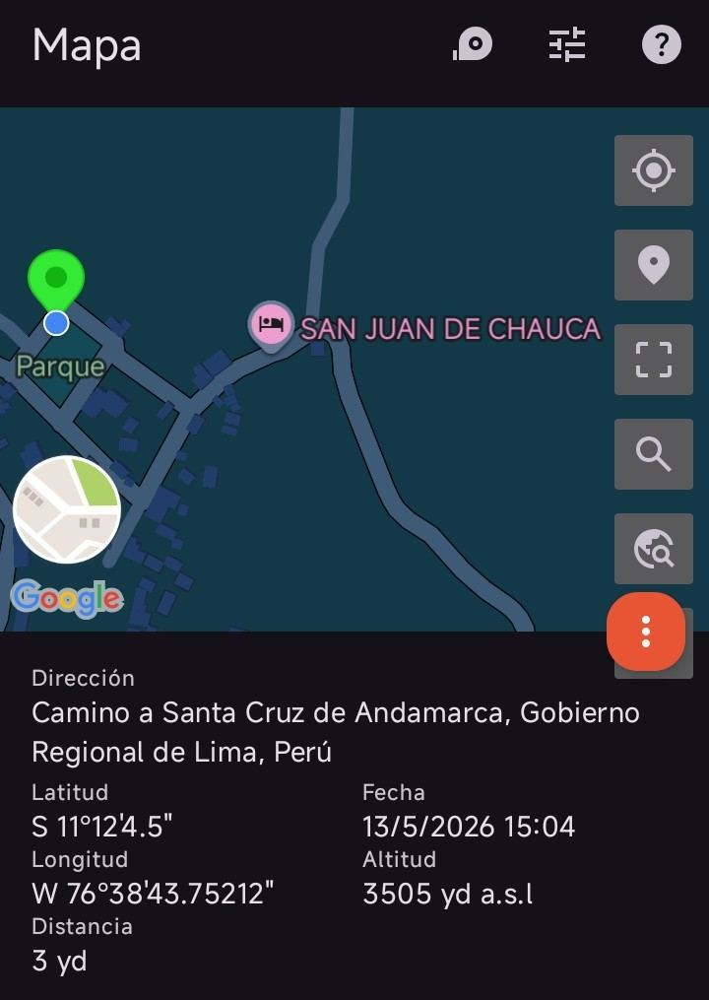 Mapa
SAN JUAN DE CHAUCA
Parque
Google
Dirección
Camino a Santa Cruz de Andamarca, Gobierno
Regional de Lima, Perú
Latitud
S 11°12'4.5"
Fecha
13/5/2026 15:04
Longitud
W 76°38'43.75212"
Altitud
3505 yd a.s.l
Distancia
3 yd